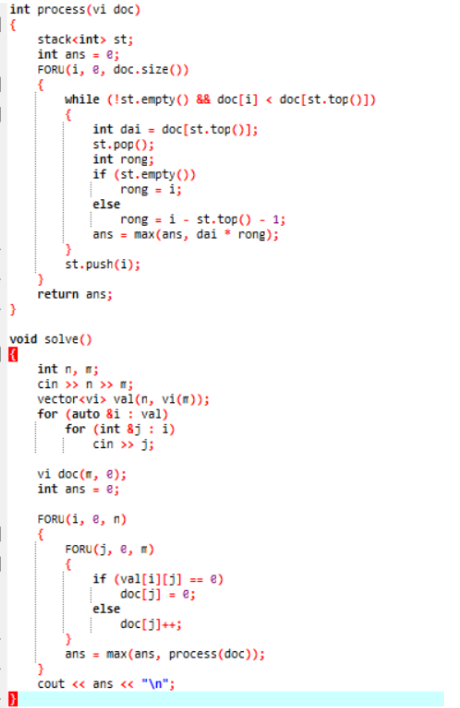 int process(vi doc)
{
stack<int> st;
int ans = 0;
FORU(i, 0, doc.size())
{
while (!st.empty() && doc[i] < doc[st.top()])
{
int dai = doc[st.top()];
st.pop();
int rong;
if (st.empty())
rong = i;
else
rong = i - st.top() - 1;
ans = max(ans, dai * rong);
}
st.push(i);
}
return ans;
}
void solve()
{
int n, m;
cin >> n >> m;
vector<vi> val(n, vi(m));
for (auto &i : val)
for (int &j : i)
cin >> j;
vi doc(m, 0);
int ans = 0;
FORU(i, 0, n)
{
FORU(j, 0, m)
{
if (val[i][j] == 0)
doc[j] = 0;
else
doc[j]++;
}
ans = max(ans, process(doc));
}
cout << ans << "\n";
}